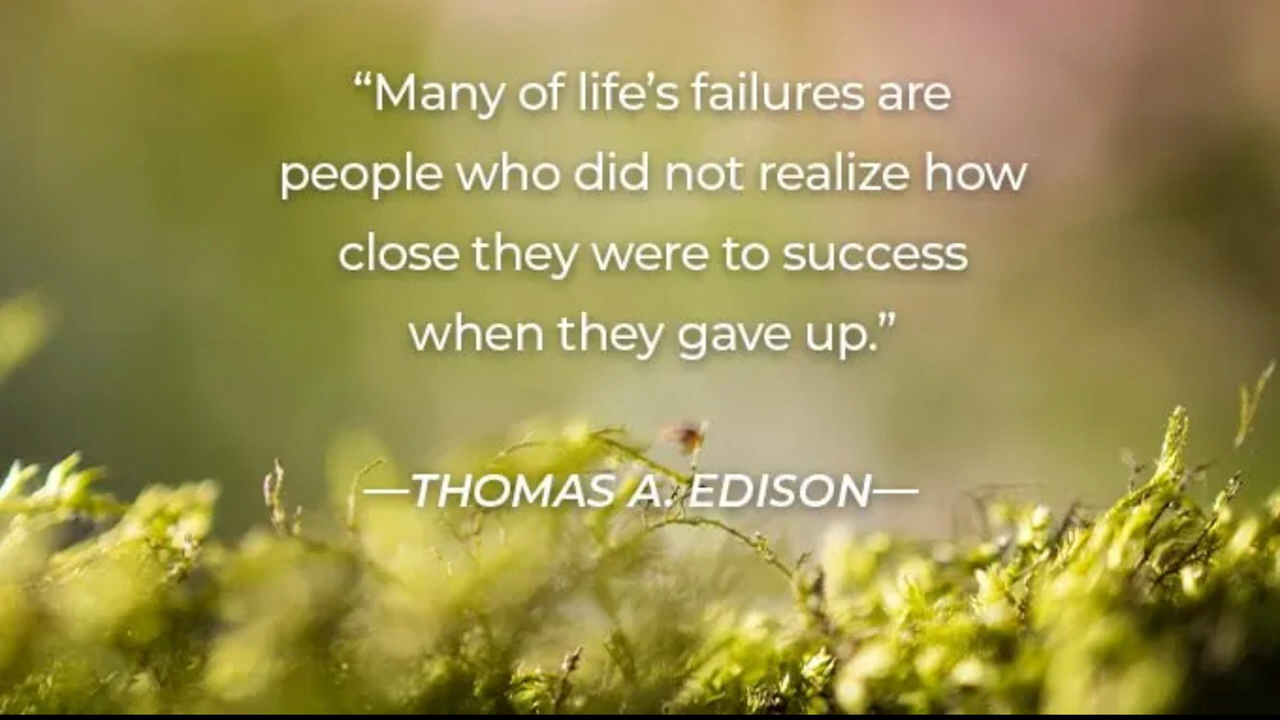 “Many of life’s failures are
people who did not realize how
close they were to success
when they gave up.”
—THOMAS A. EDISON—